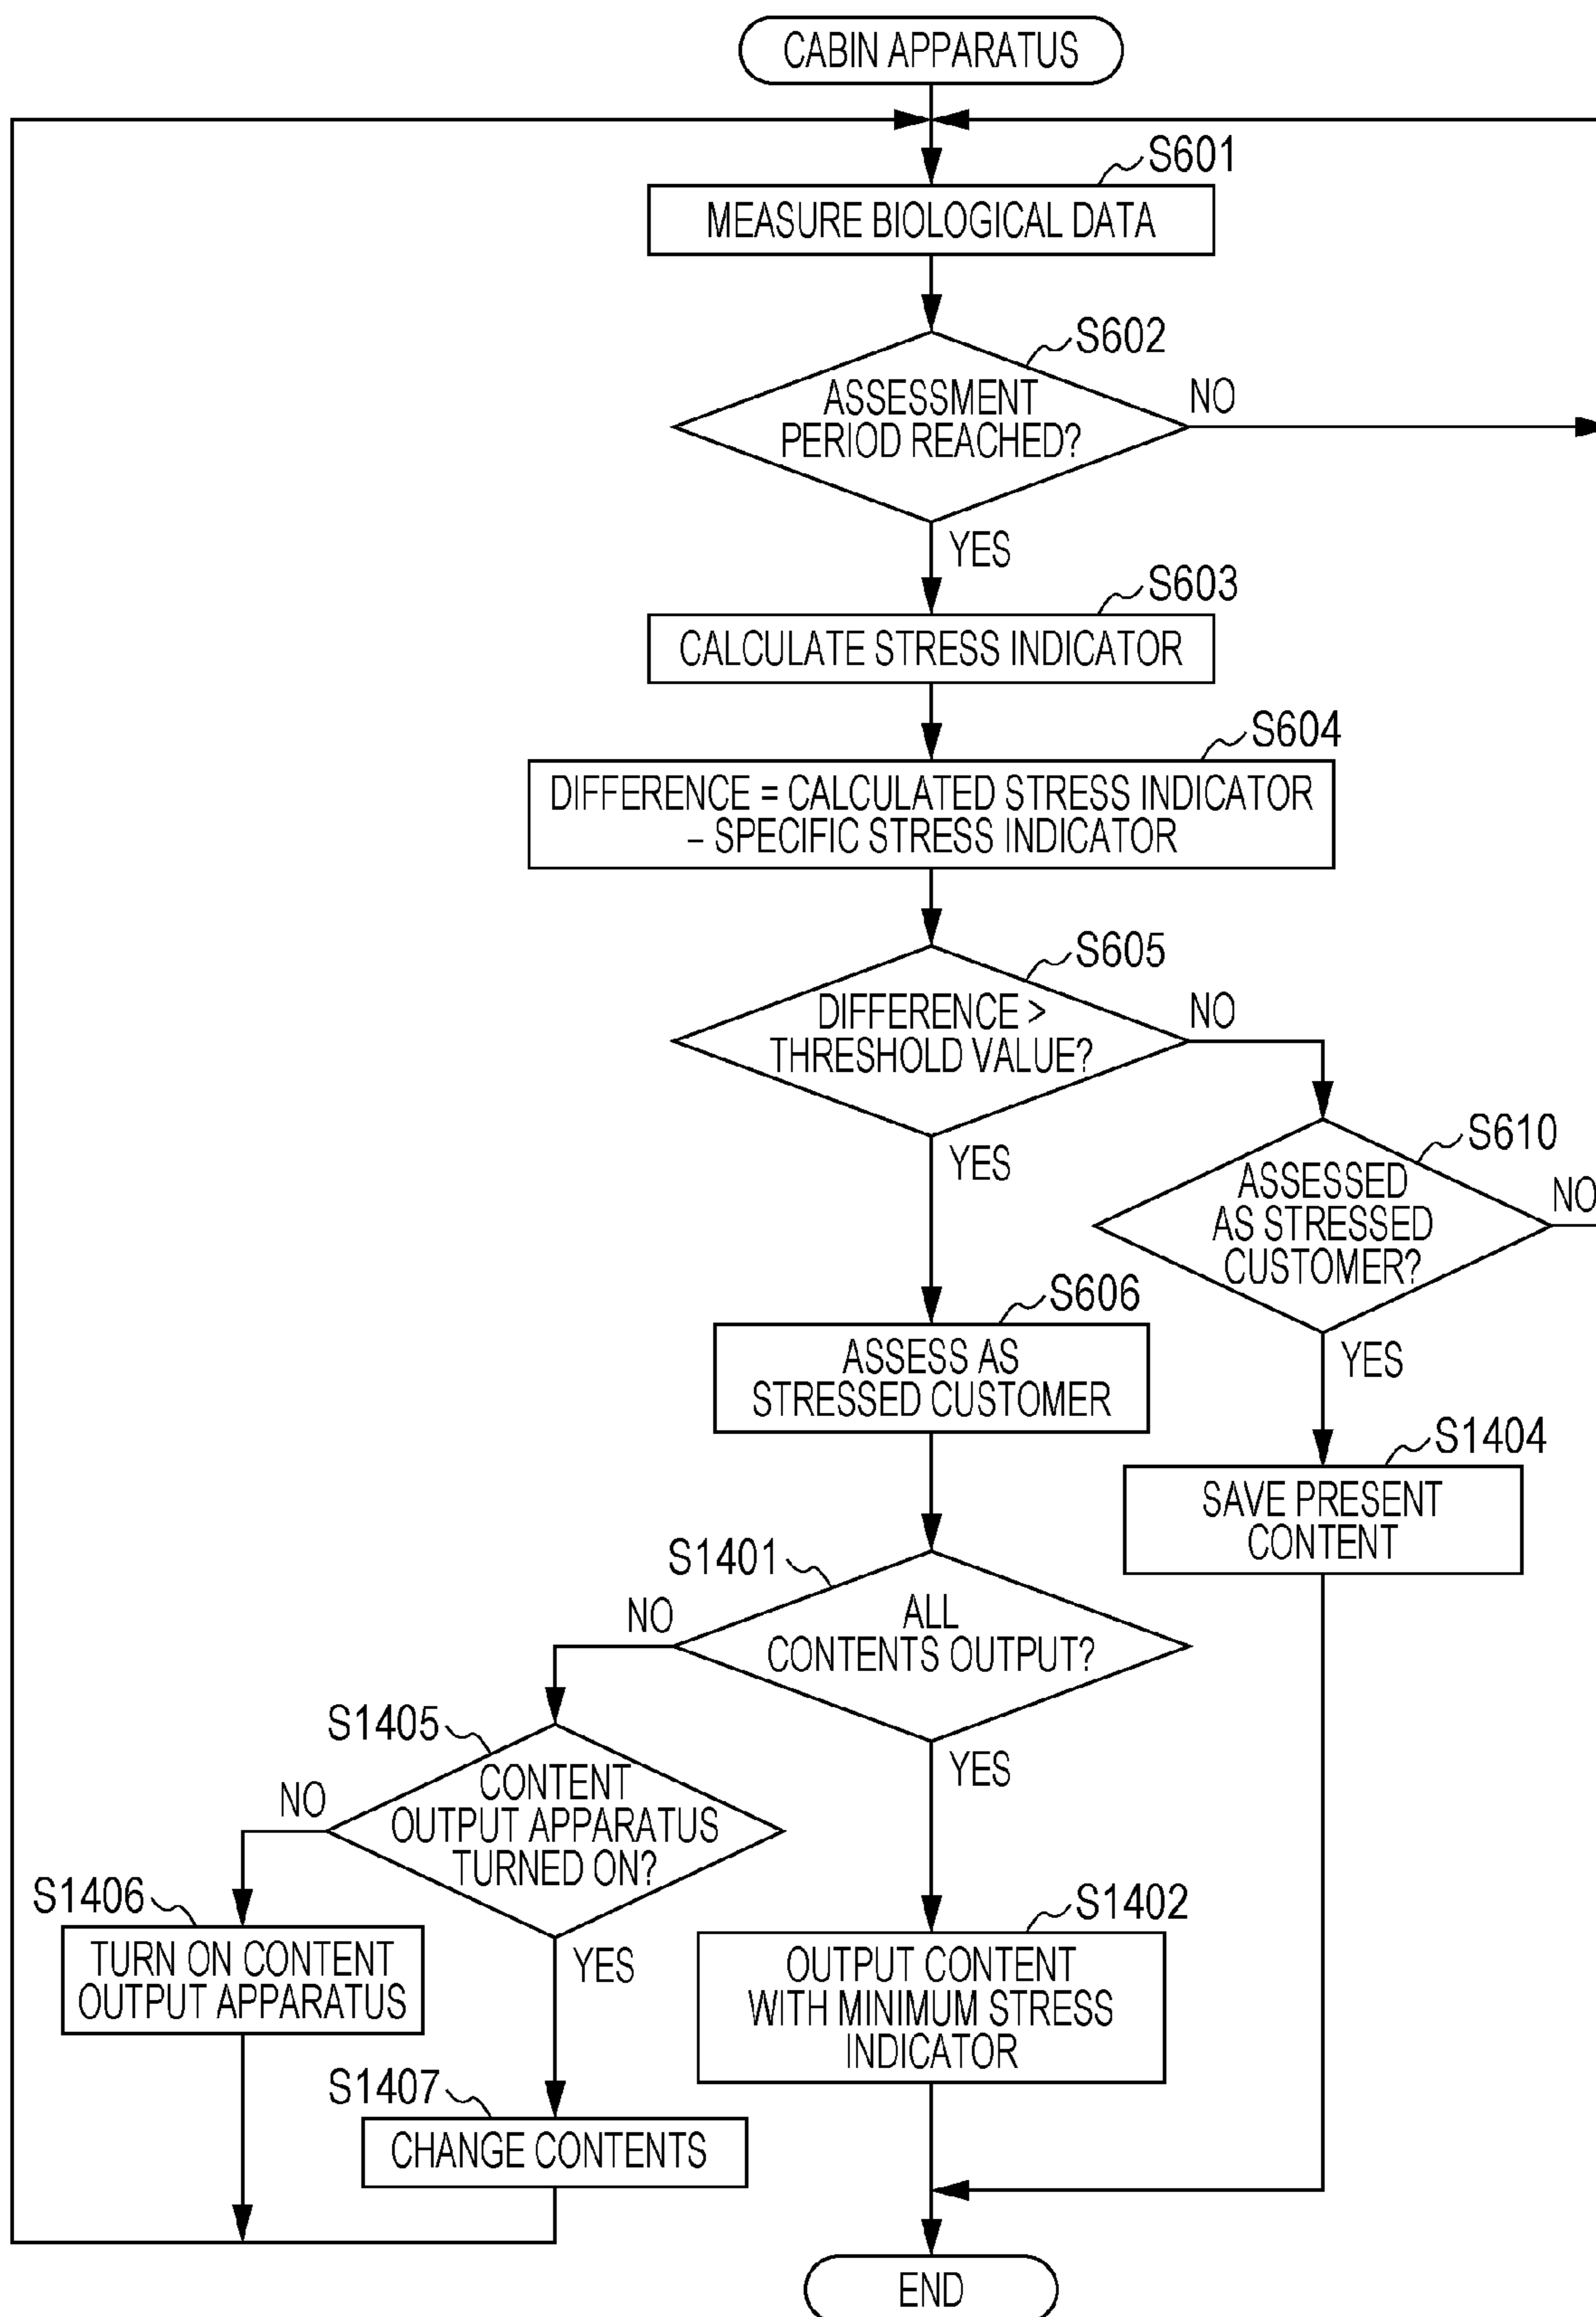 CABIN APPARATUS
S601
MEASURE BIOLOGICAL DATA
S602
ASSESSMENT
PERIOD REACHED?
NO
YES
S603
CALCULATE STRESS INDICATOR
S604
DIFFERENCE = CALCULATED STRESS INDICATOR
– SPECIFIC STRESS INDICATOR
S605
DIFFERENCE >
THRESHOLD VALUE?
NO
YES
S610
ASSESSED
AS STRESSED
CUSTOMER?
NO
YES
S606
ASSESS AS
STRESSED CUSTOMER
S1404
SAVE PRESENT
CONTENT
S1401
ALL
CONTENTS OUTPUT?
NO
YES
S1405
CONTENT
OUTPUT APPARATUS
TURNED ON?
NO
YES
S1406
TURN ON CONTENT
OUTPUT APPARATUS
S1402
OUTPUT CONTENT
WITH MINIMUM STRESS
INDICATOR
S1407
CHANGE CONTENTS
END